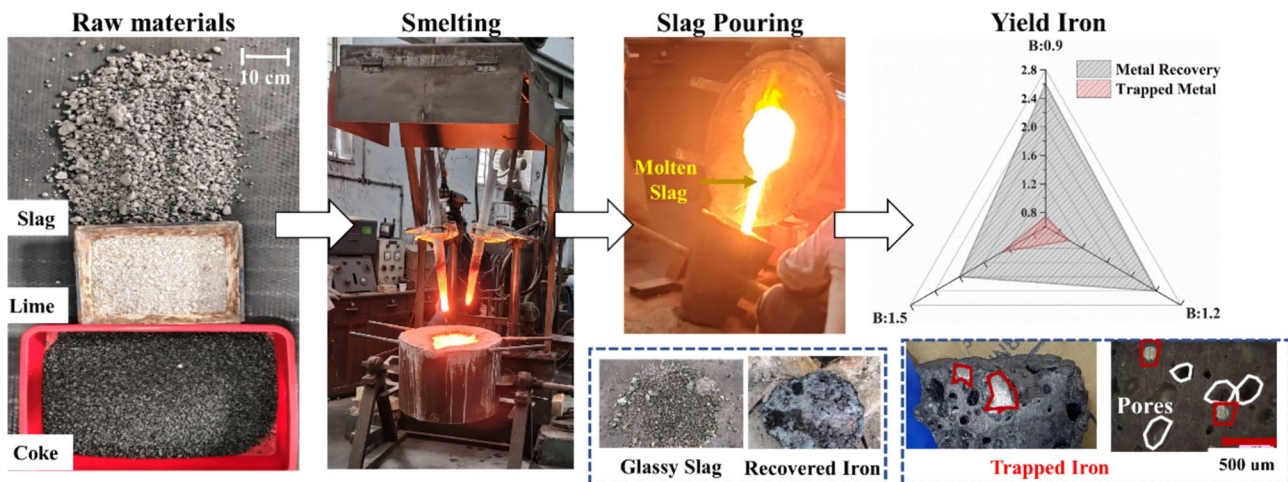 Raw materials
Smelting
Slag Pouring
Yield Iron
10 cm
Slag
Lime
Coke
Molten
Slag
B:0.9
2.8
2.4
2.0
1.6
1.2
0.8
Metal Recovery
Trapped Metal
B:1.5
B:1.2
Glassy Slag
Recovered Iron
Pores
Trapped Iron
500 um